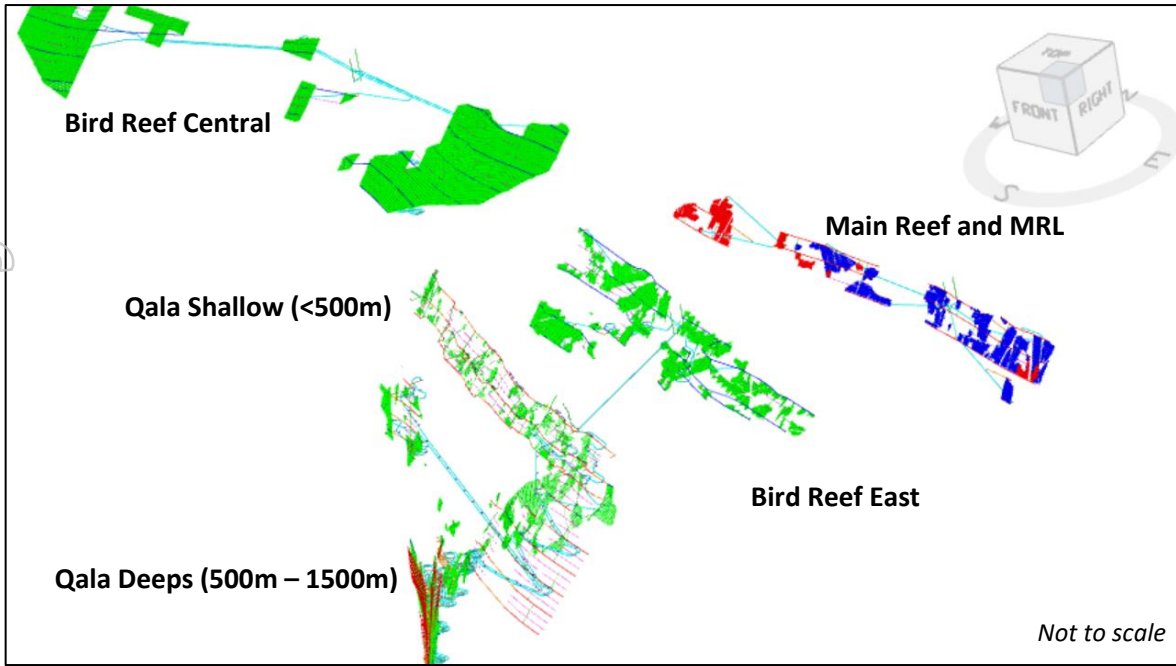 TOP
FRONT
RIGHT
S
E
Bird Reef Central
Main Reef and MRL
Qala Shallow (<500m)
Bird Reef East
Qala Deeps (500m – 1500m)
Not to scale